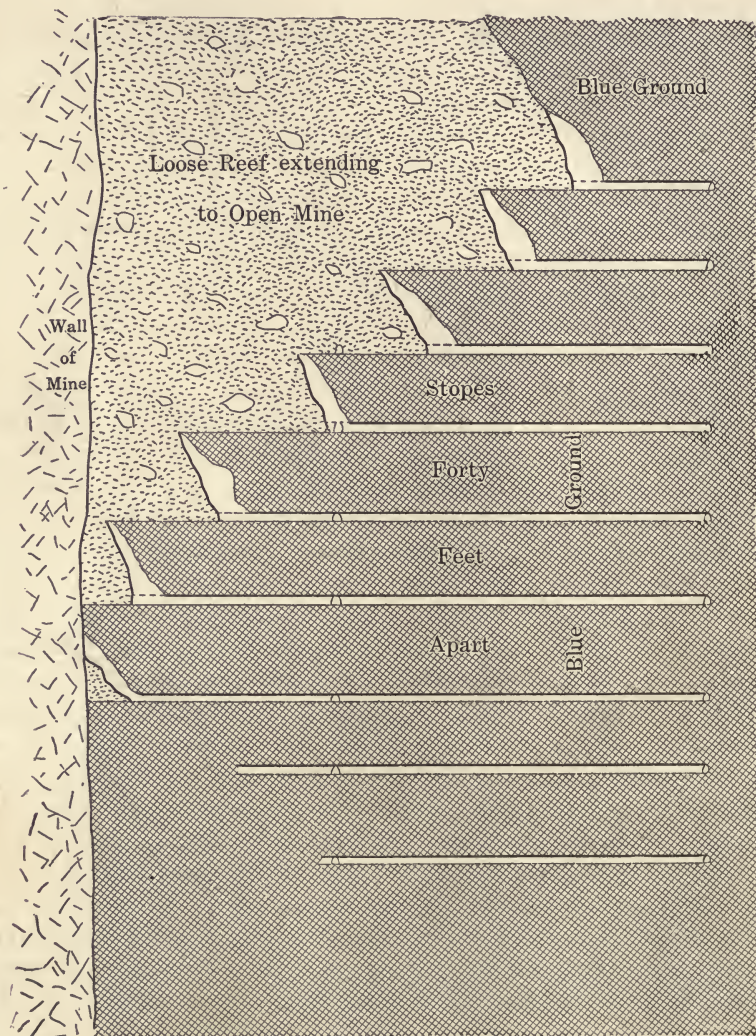 Blue Ground
Loose Reef extending
to Open Mine
Wall
of
Mine
Stopes
Forty
Feet
Apart
Blue Ground